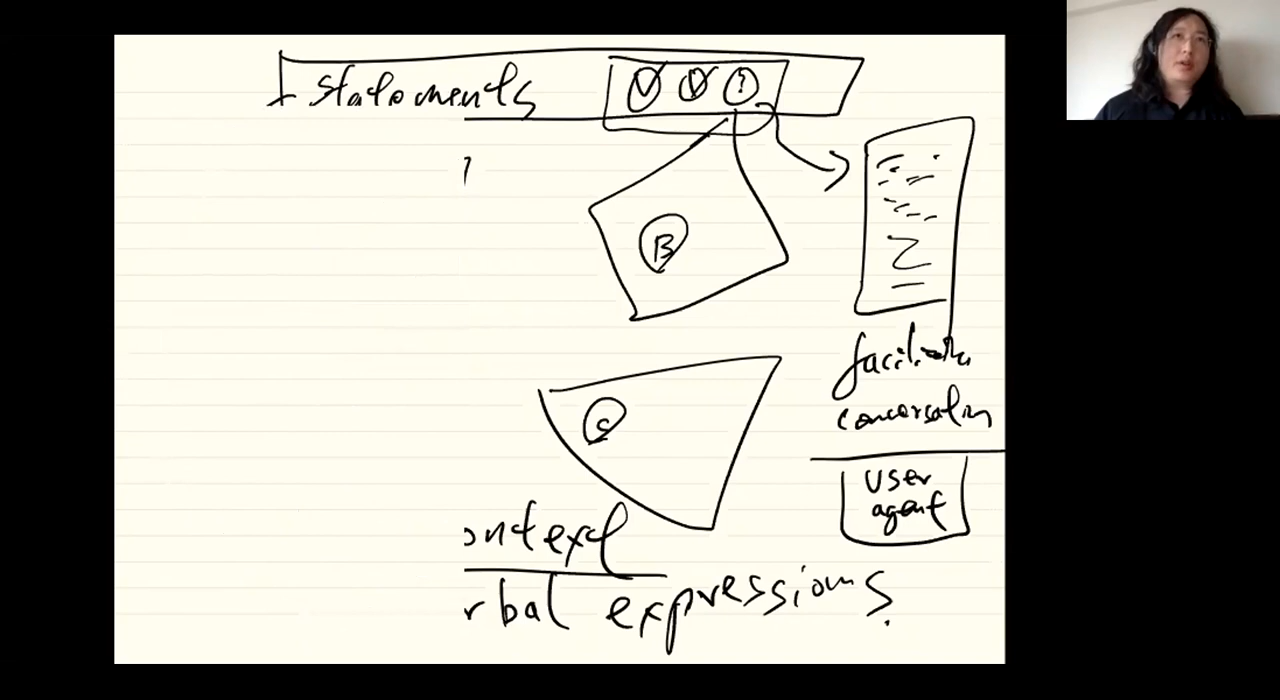 I statements
B
C
facilitate
conversation
user
agent
ontext
rbal expressions.